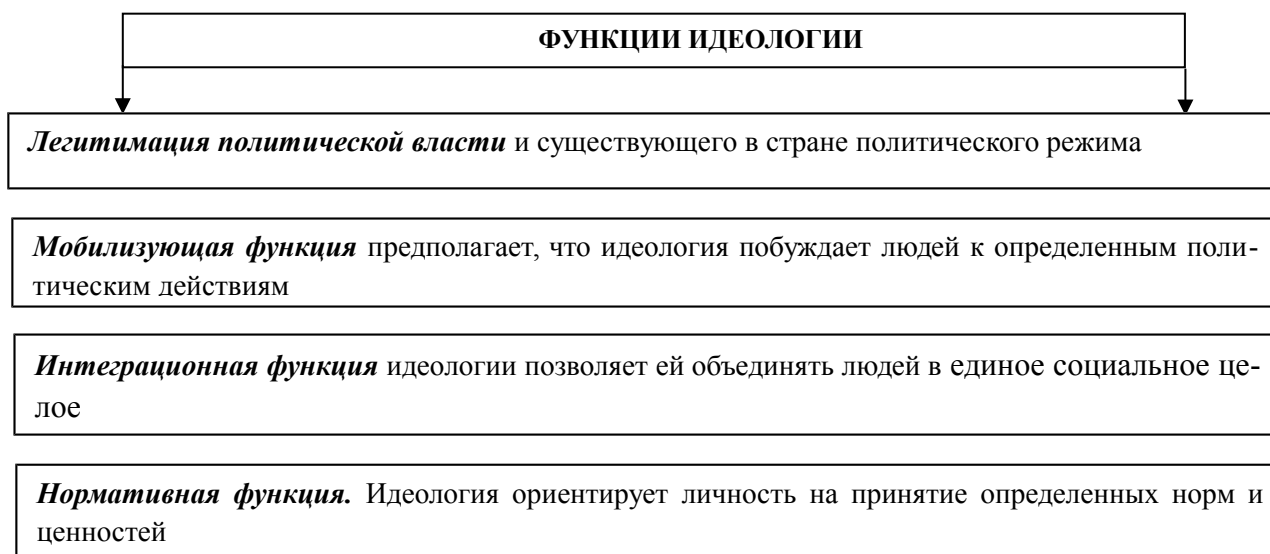 ФУНКЦИИ ИДЕОЛОГИИ
Легитимация политической власти и существующего в стране политического режима
Мобилизующая функция предполагает, что идеология побуждает людей к определенным поли-
тическим действиям
Интеграционная функция идеологии позволяет ей объединять людей в единое социальное це-
лое
Нормативная функция. Идеология ориентирует личность на принятие определенных норм и
ценностей